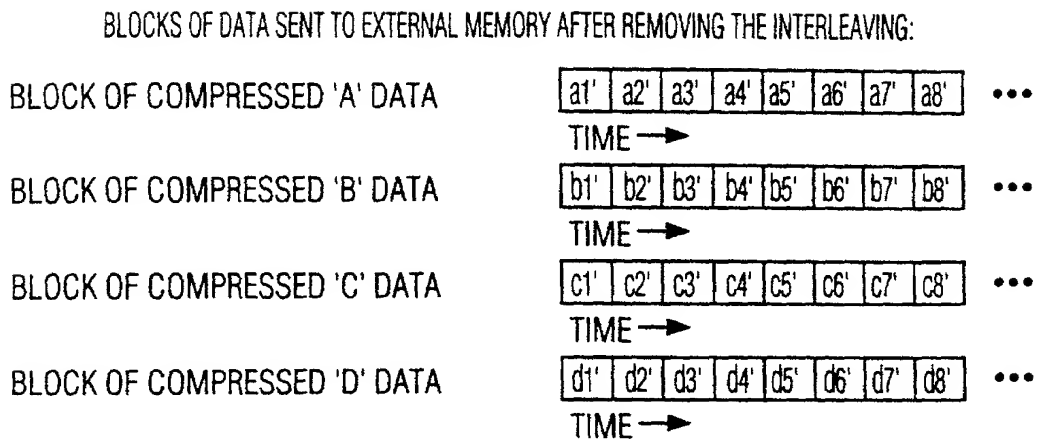 BLOCKS OF DATA SENT TO EXTERNAL MEMORY AFTER REMOVING THE INTERLEAVING:
BLOCK OF COMPRESSED 'A' DATA a1' a2' a3' a4' a5' a6' a7' a8' •••
TIME →
BLOCK OF COMPRESSED 'B' DATA b1' b2' b3' b4' b5' b6' b7' b8' •••
TIME →
BLOCK OF COMPRESSED 'C' DATA c1' c2' c3' c4' c5' c6' c7' c8' •••
TIME →
BLOCK OF COMPRESSED 'D' DATA d1' d2' d3' d4' d5' d6' d7' d8' •••
TIME →